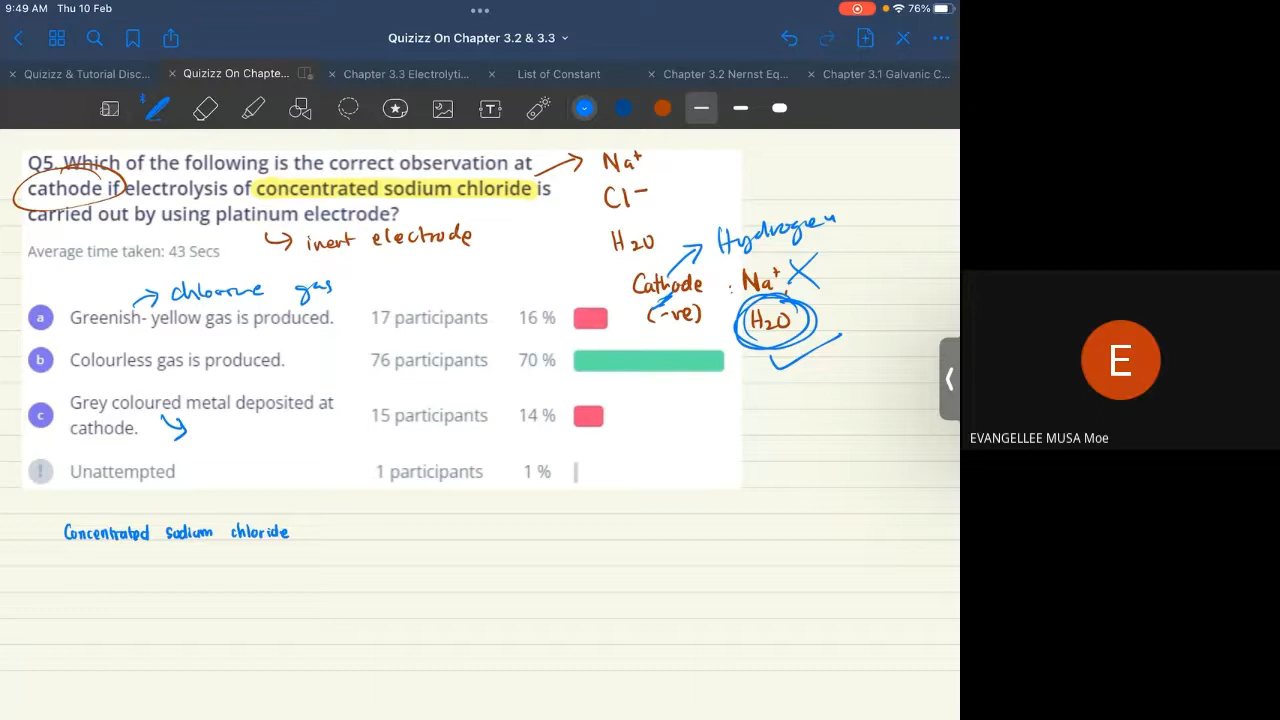 9:49 AM Thu 10 Feb
76%
Quizizz On Chapter 3.2 & 3.3
Quizizz & Tutorial Disc...
Quizizz On Chapte...
Chapter 3.3 Electrolyti...
List of Constant
Chapter 3.2 Nernst Eq...
Chapter 3.1 Galvanic C...
Q5. Which of the following is the correct observation at
cathode if electrolysis of concentrated sodium chloride is
carried out by using platinum electrode?
inert electrode
Average time taken: 43 Secs
Na+
Cl−
H2O
Hydrogen
Cathode : Na+
(-ve) H2O
chlorine gas
a Greenish- yellow gas is produced. 17 participants 16 %
b Colourless gas is produced. 76 participants 70 %
c Grey coloured metal deposited at
cathode. 15 participants 14 %
! Unattempted 1 participants 1 %
Concentrated sodium chloride
E
EVANGELLEE MUSA Moe